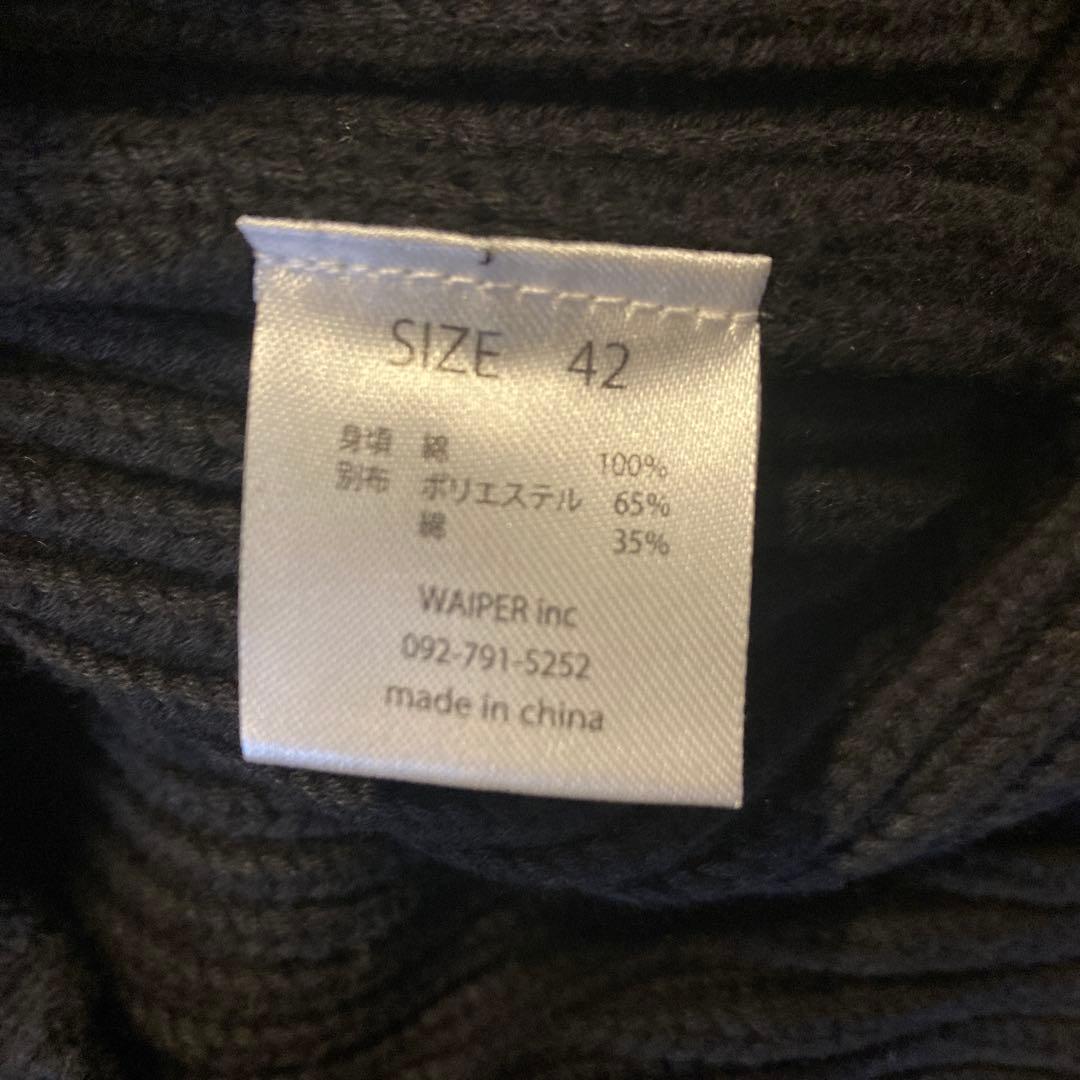 SIZE 42
身頃 綿 100%
別布 ポリエステル 65%
綿 35%
WAIPER inc
092-791-5252
made in china